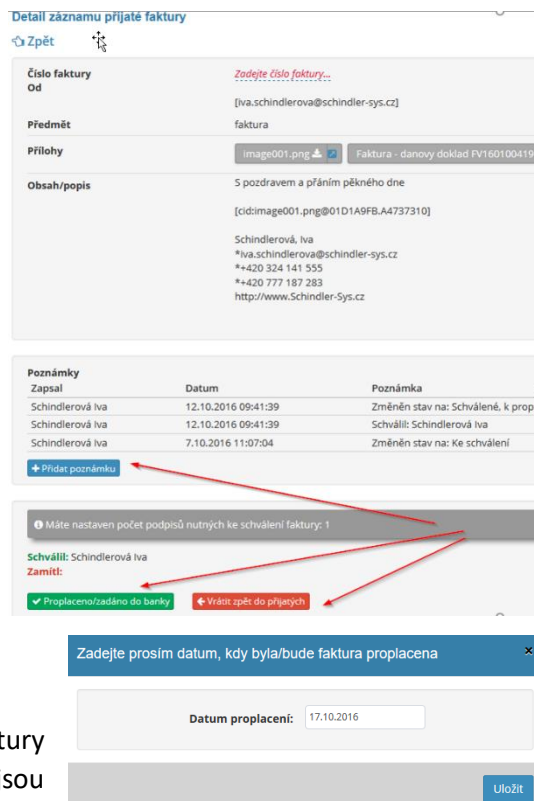 Detail záznamu přijaté faktury
Zpět
Číslo faktury Zadejte číslo faktury...
Od
[iva.schindlerova@schindler-sys.cz]
Předmět faktura
Přílohy image001.png Faktura - danovy doklad FV160100419
Obsah/popis S pozdravem a přáním pěkného dne
[cid:image001.png@01D1A9FB.A4737310]
Schindlerová, Iva
*iva.schindlerova@schindler-sys.cz
*+420 324 141 555
*+420 777 187 283
http://www.Schindler-Sys.cz
Poznámky
Zapsal Datum Poznámka
Schindlerová Iva 12.10.2016 09:41:39 Změněn stav na: Schválené, k prop
Schindlerová Iva 12.10.2016 09:41:39 Schválil: Schindlerová Iva
Schindlerová Iva 7.10.2016 11:07:04 Změněn stav na: Ke schválení
+ Přidat poznámku
Máte nastaven počet podpisů nutných ke schválení faktury: 1
Schválil: Schindlerová Iva
Zamítl:
Proplaceno/zadáno do banky Vrátit zpět do přijatých
Zadejte prosím datum, kdy byla/bude faktura proplacena ×
Datum proplacení: 17.10.2016
tury
jsou
Uložit